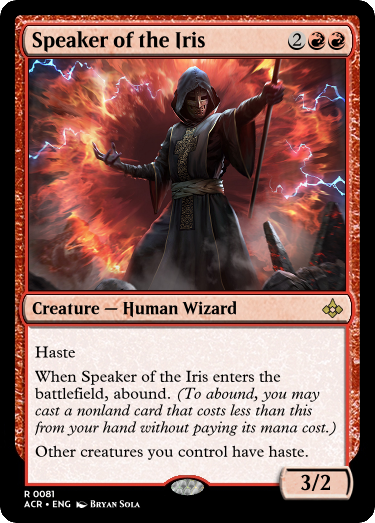 Speaker of the Iris 2
Creature — Human Wizard
Haste
When Speaker of the Iris enters the
battlefield, abound. (To abound, you may
cast a nonland card that costs less than this
from your hand without paying its mana cost.)
Other creatures you control have haste.
3/2
R 0081
ACR • ENG Bryan Sola